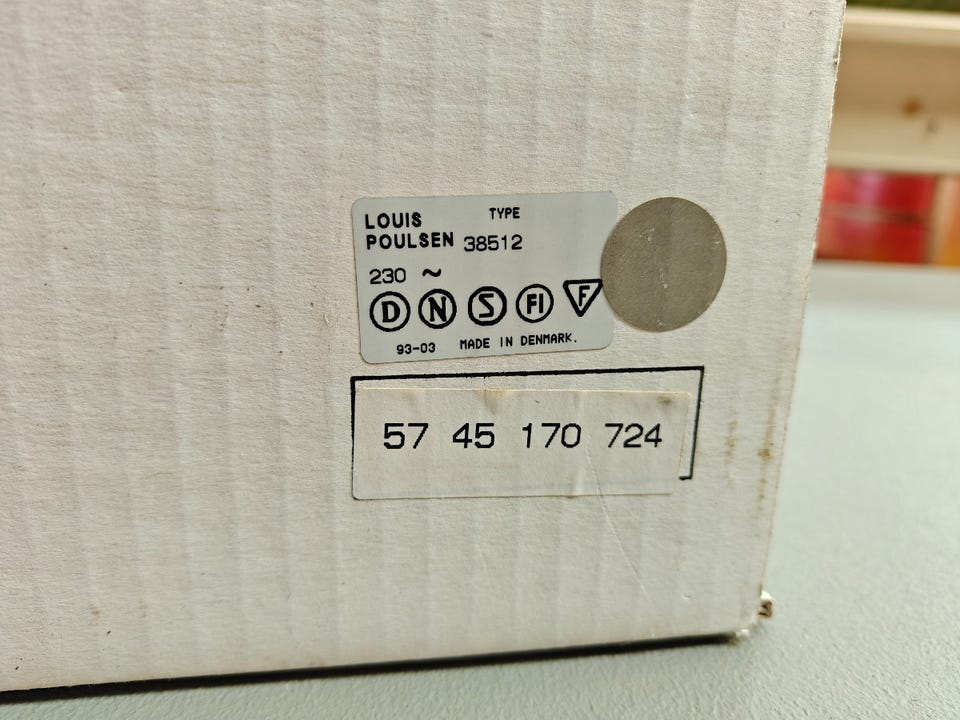 LOUIS TYPE
POULSEN 38512
230 ~
D N S FI F
93-03 MADE IN DENMARK.
57 45 170 724